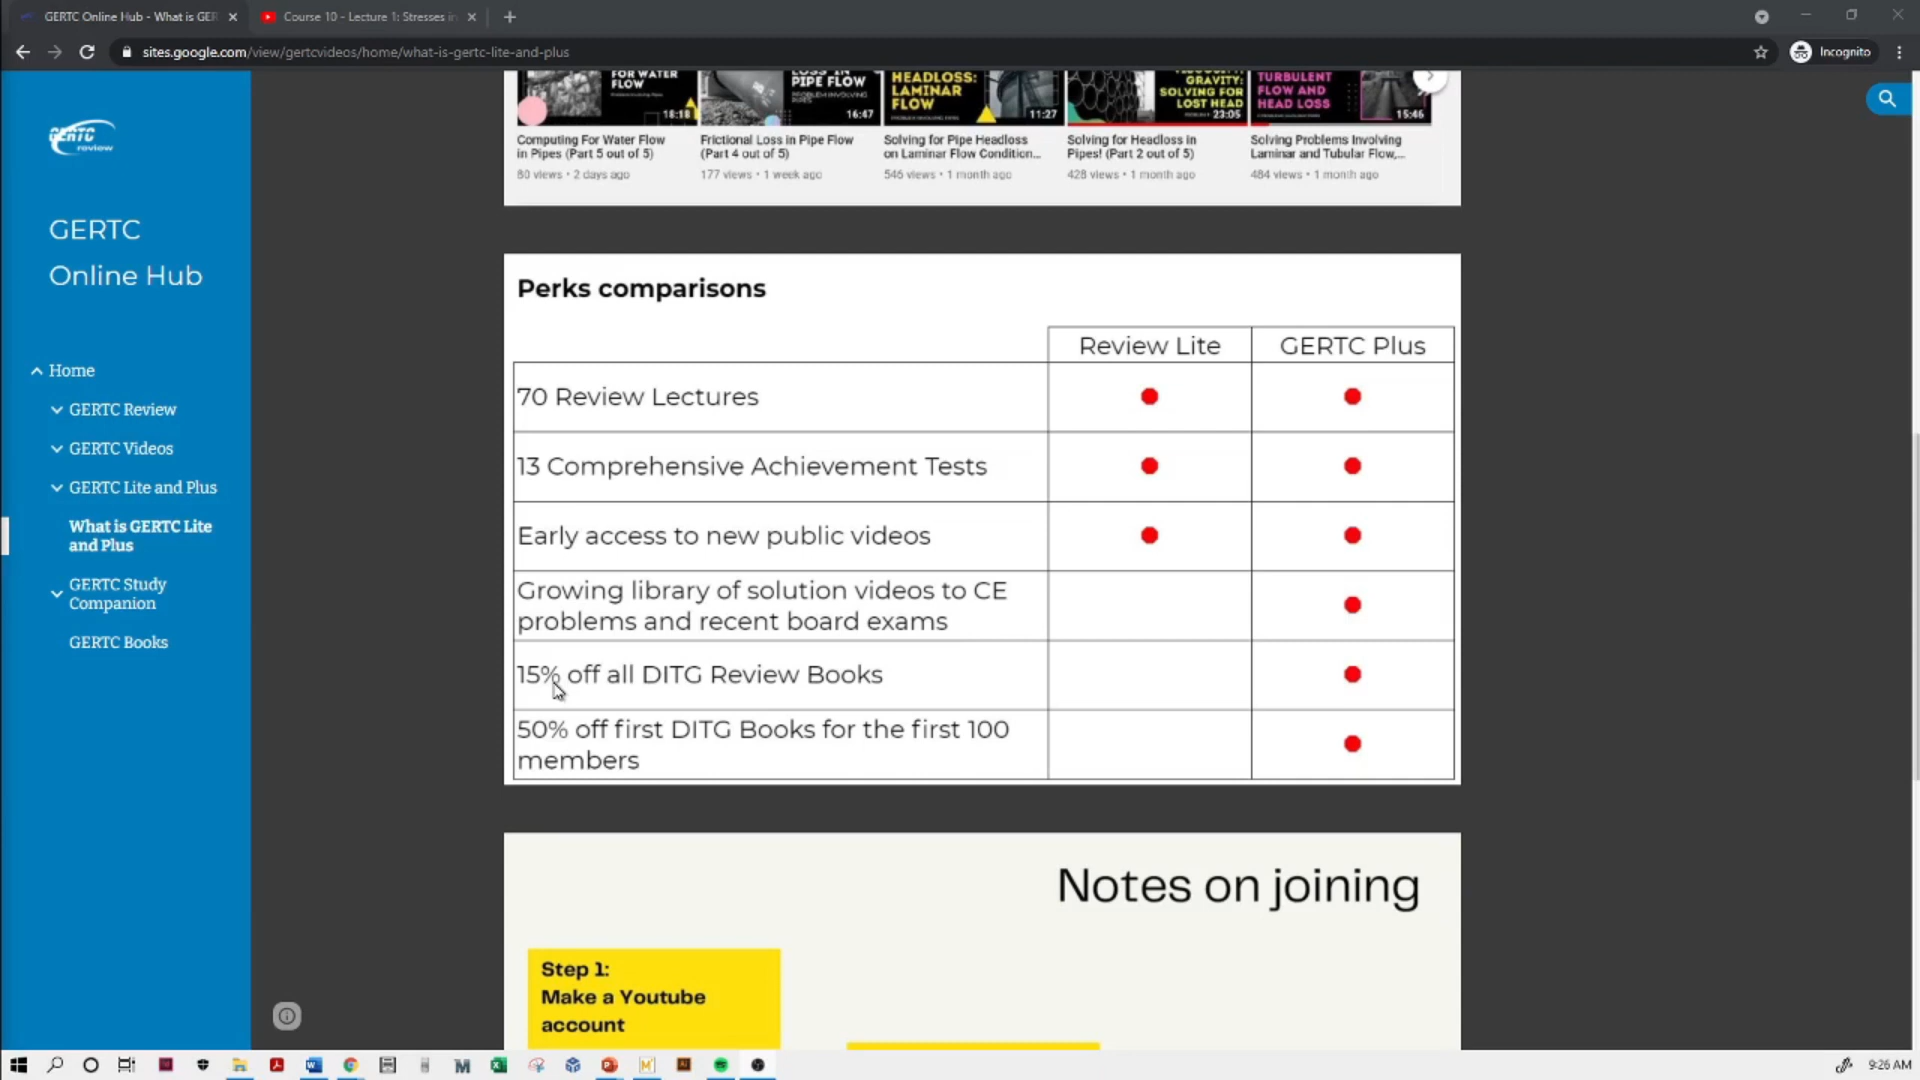 GERTC Online Hub - What is GER
Course 10 - Lecture 1: Stresses in
sites.google.com/view/gertcvideos/home/what-is-gertc-lite-and-plus
Incognito
GERTC
review
GERTC
Online Hub
Home
GERTC Review
GERTC Videos
GERTC Lite and Plus
What is GERTC Lite
and Plus
GERTC Study
Companion
GERTC Books
FOR WATER
FLOW
18:18
LOSS IN
PIPE FLOW
16:47
HEADLOSS:
LAMINAR
FLOW
11:27
GRAVITY:
SOLVING FOR
LOST HEAD
23:05
TURBULENT
FLOW AND
HEAD LOSS
15:46
Computing For Water Flow
in Pipes (Part 5 out of 5)
80 views • 2 days ago
Frictional Loss in Pipe Flow
(Part 4 out of 5)
177 views • 1 week ago
Solving for Pipe Headloss
on Laminar Flow Condition...
546 views • 1 month ago
Solving for Headloss in
Pipes! (Part 2 out of 5)
428 views • 1 month ago
Solving Problems Involving
Laminar and Tubular Flow,...
484 views • 1 month ago
Perks comparisons
Review Lite
GERTC Plus
70 Review Lectures
13 Comprehensive Achievement Tests
Early access to new public videos
Growing library of solution videos to CE
problems and recent board exams
15% off all DITG Review Books
50% off first DITG Books for the first 100
members
Notes on joining
Step 1:
Make a Youtube
account
9:26 AM